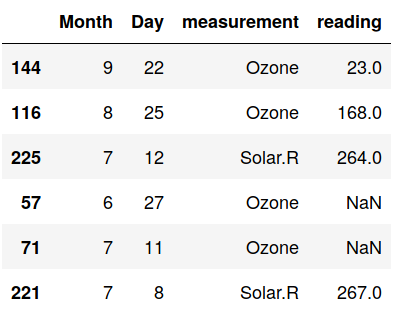 Month Day measurement reading
144 9 22 Ozone 23.0
116 8 25 Ozone 168.0
225 7 12 Solar.R 264.0
57 6 27 Ozone NaN
71 7 11 Ozone NaN
221 7 8 Solar.R 267.0